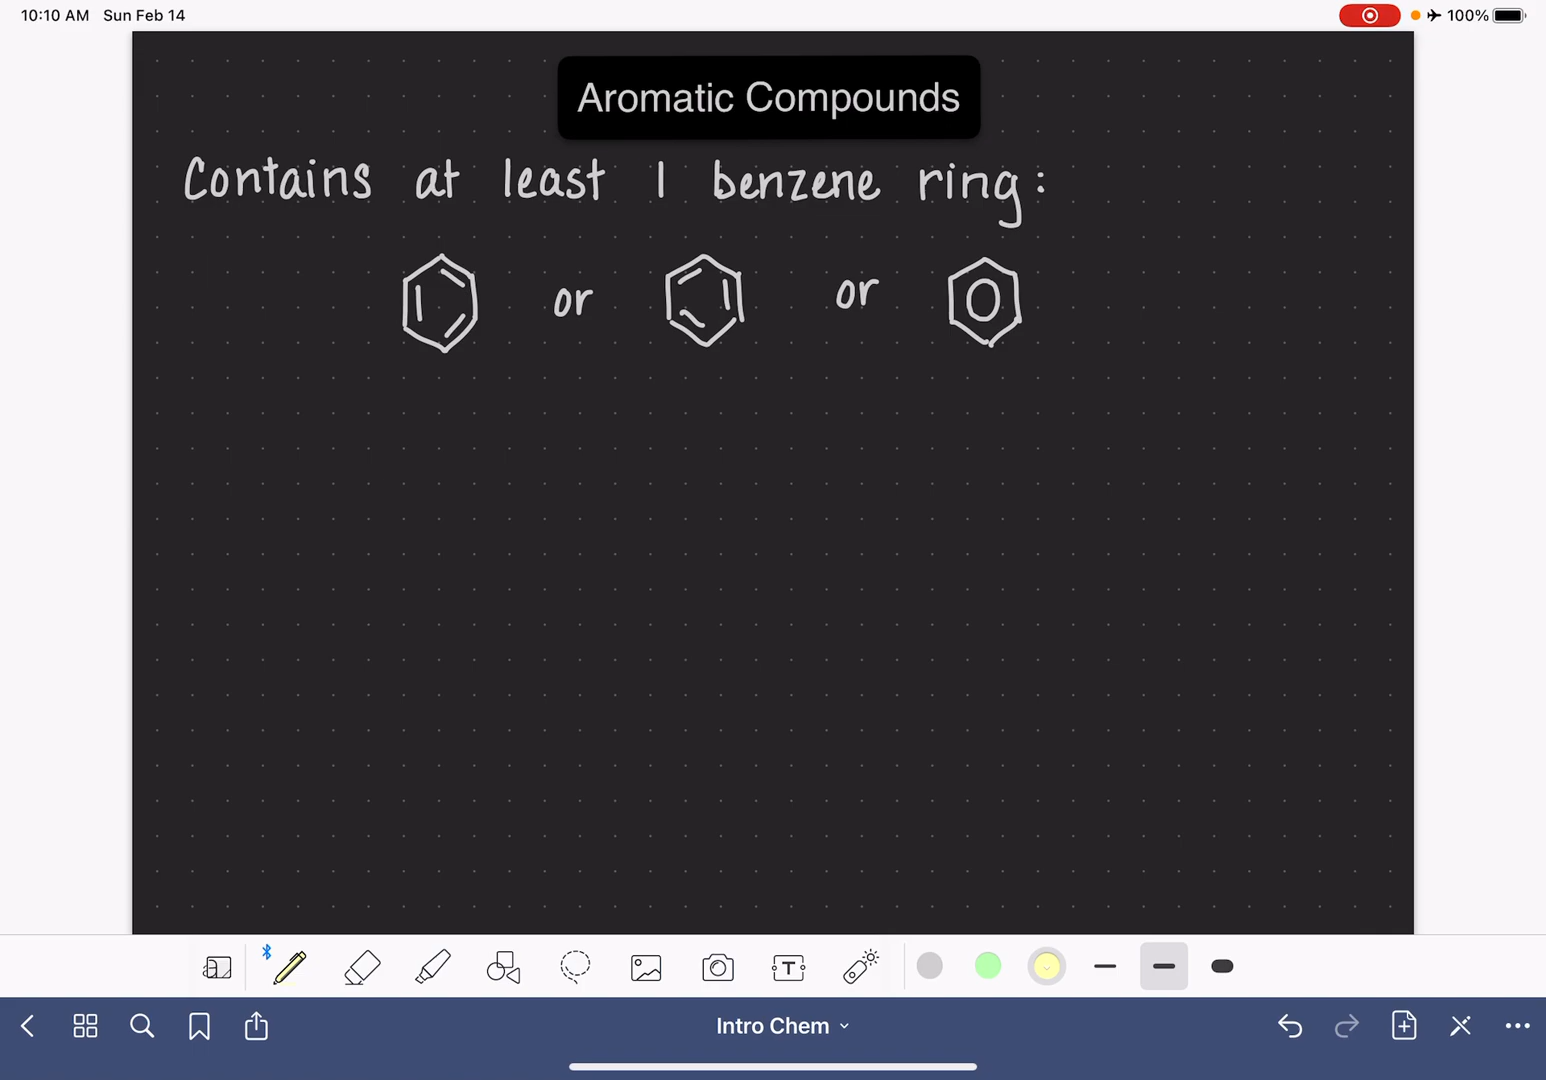 10:10 AM Sun Feb 14
100%
Aromatic Compounds
Contains at least 1 benzene ring:
or or
Intro Chem